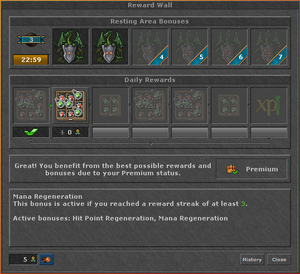 Reward Wall
Resting Area Bonuses
3
22:59
4
5
6
7
Daily Rewards
xp
+ 0
Great! You benefit from the best possible rewards and
bonuses due to your Premium status.
Premium
Mana Regeneration
This bonus is active if you reached a reward streak of at least 3.
Active bonuses: Hit Point Regeneration, Mana Regeneration
5
History
Close